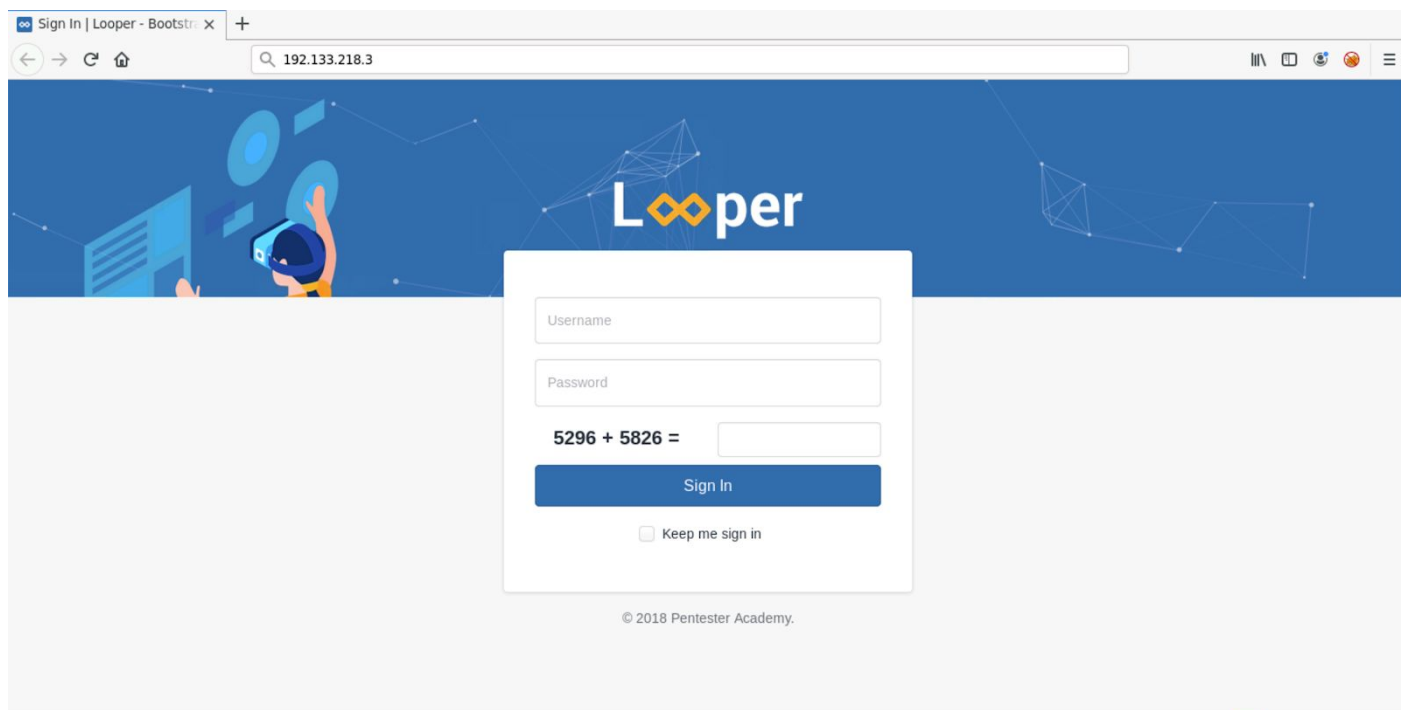 Sign In | Looper - Bootstra
192.133.218.3
Looper
Username
Password
5296 + 5826 =
Sign In
Keep me sign in
© 2018 Pentester Academy.